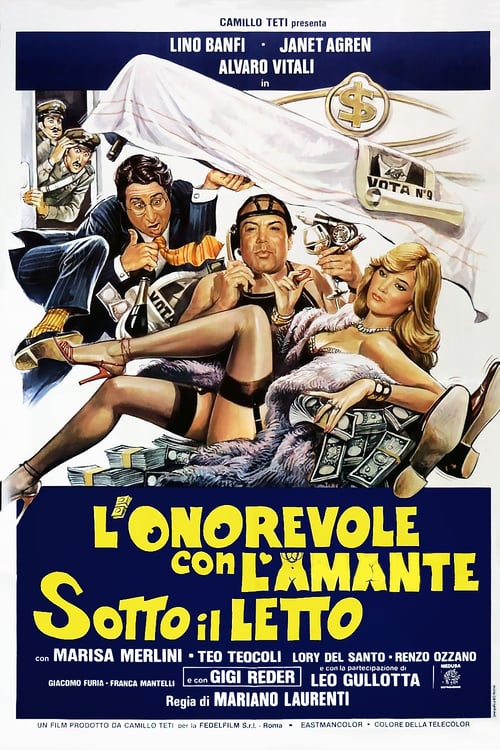 CAMILLO TETI presenta
LINO BANFI · JANET AGREN
ALVARO VITALI
in
$
VOTA Nº9
VOTA
L'ONOREVOLE
con L'AMANTE
SOTTO il LETTO
con MARISA MERLINI · TEO TEOCOLI LORY DEL SANTO · RENZO OZZANO
GIACOMO FURIA · FRANCA MANTELLI e con GIGI REDER e con la partecipazione di LEO GULLOTTA
MEDUSA
DISTRIBUZIONE
Regia di MARIANO LAURENTI
UN FILM PRODOTTO DA CAMILLO TETI per la FEDELFILM S.r.l. - Roma · EASTMANCOLOR · COLORE DELLA TELECOLOR